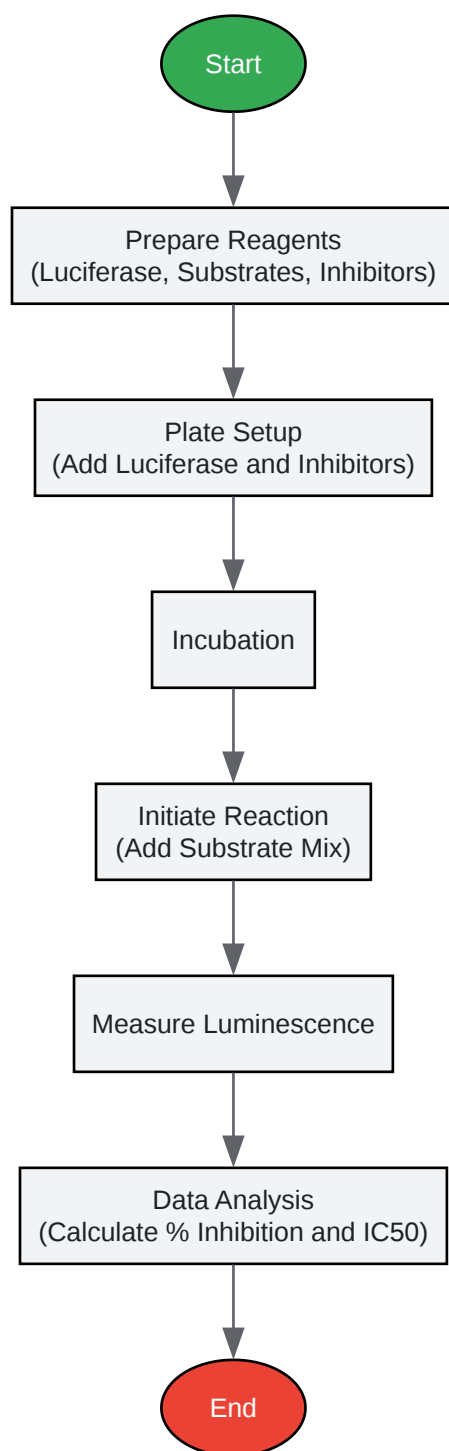 Start
Prepare Reagents
(Luciferase, Substrates, Inhibitors)
Plate Setup
(Add Luciferase and Inhibitors)
Incubation
Initiate Reaction
(Add Substrate Mix)
Measure Luminescence
Data Analysis
(Calculate % Inhibition and IC50)
End